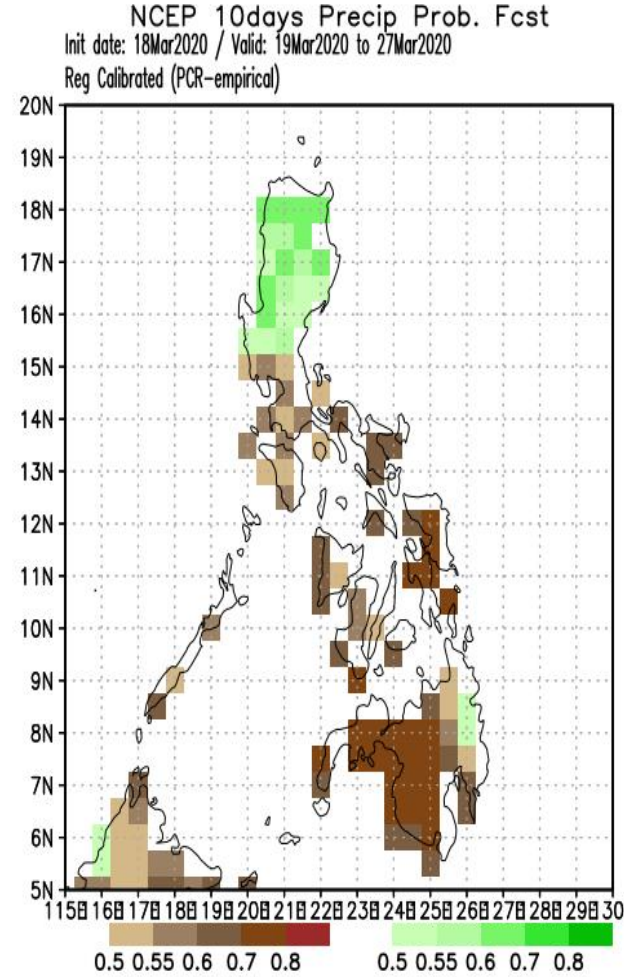 NCEP 10days Precip Prob. Fcst
Init date: 18Mar2020 / Valid: 19Mar2020 to 27Mar2020
Reg Calibrated (PCR-empirical)
20N
19N
18N
17N
16N
15N
14N
13N
12N
11N
10N
9N
8N
7N
6N
5N
0.5 0.55 0.6 0.7 0.8 0.5 0.55 0.6 0.7 0.8